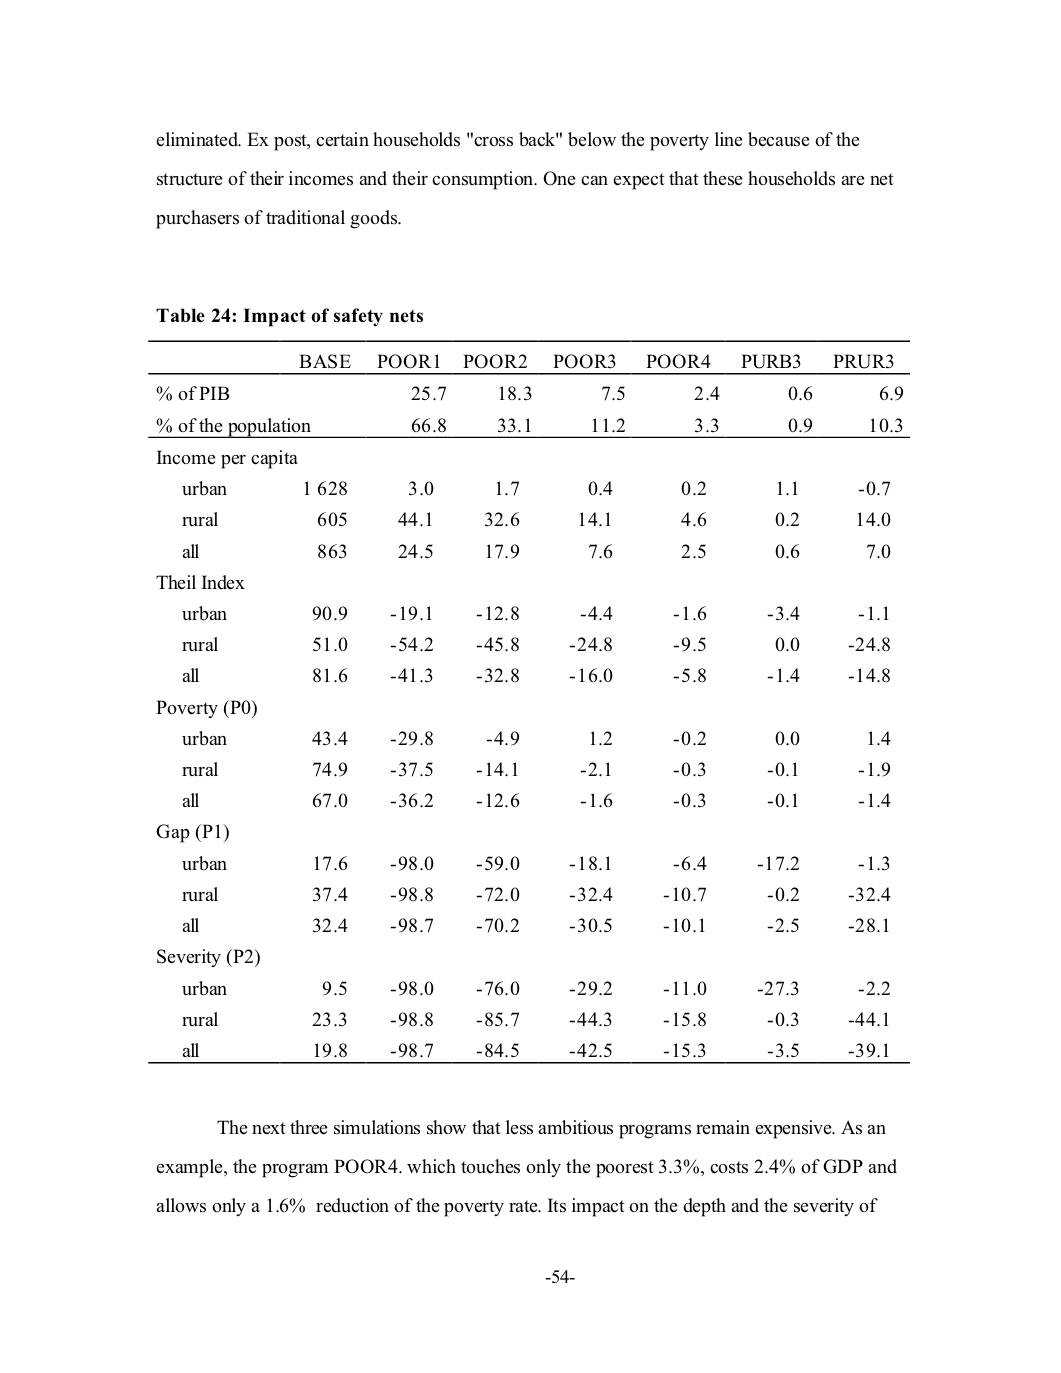 eliminated. Ex post, certain households "cross back" below the poverty line because of the
structure of their incomes and their consumption. One can expect that these households are net
purchasers of traditional goods.
Table 24: Impact of safety nets
BASE POOR1 POOR2 POOR3 POOR4 PURB3 PRUR3
% of PIB 25.7 18.3 7.5 2.4 0.6 6.9
% of the population 66.8 33.1 11.2 3.3 0.9 10.3
Income per capita
urban 1 628 3.0 1.7 0.4 0.2 1.1 -0.7
rural 605 44.1 32.6 14.1 4.6 0.2 14.0
all 863 24.5 17.9 7.6 2.5 0.6 7.0
Theil Index
urban 90.9 -19.1 -12.8 -4.4 -1.6 -3.4 -1.1
rural 51.0 -54.2 -45.8 -24.8 -9.5 0.0 -24.8
all 81.6 -41.3 -32.8 -16.0 -5.8 -1.4 -14.8
Poverty (P0)
urban 43.4 -29.8 -4.9 1.2 -0.2 0.0 1.4
rural 74.9 -37.5 -14.1 -2.1 -0.3 -0.1 -1.9
all 67.0 -36.2 -12.6 -1.6 -0.3 -0.1 -1.4
Gap (P1)
urban 17.6 -98.0 -59.0 -18.1 -6.4 -17.2 -1.3
rural 37.4 -98.8 -72.0 -32.4 -10.7 -0.2 -32.4
all 32.4 -98.7 -70.2 -30.5 -10.1 -2.5 -28.1
Severity (P2)
urban 9.5 -98.0 -76.0 -29.2 -11.0 -27.3 -2.2
rural 23.3 -98.8 -85.7 -44.3 -15.8 -0.3 -44.1
all 19.8 -98.7 -84.5 -42.5 -15.3 -3.5 -39.1
The next three simulations show that less ambitious programs remain expensive. As an
example, the program POOR4. which touches only the poorest 3.3%, costs 2.4% of GDP and
allows only a 1.6% reduction of the poverty rate. Its impact on the depth and the severity of
-54-